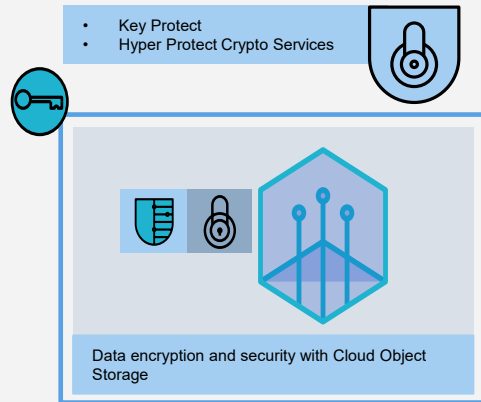 • Key Protect
• Hyper Protect Crypto Services
Data encryption and security with Cloud Object
Storage